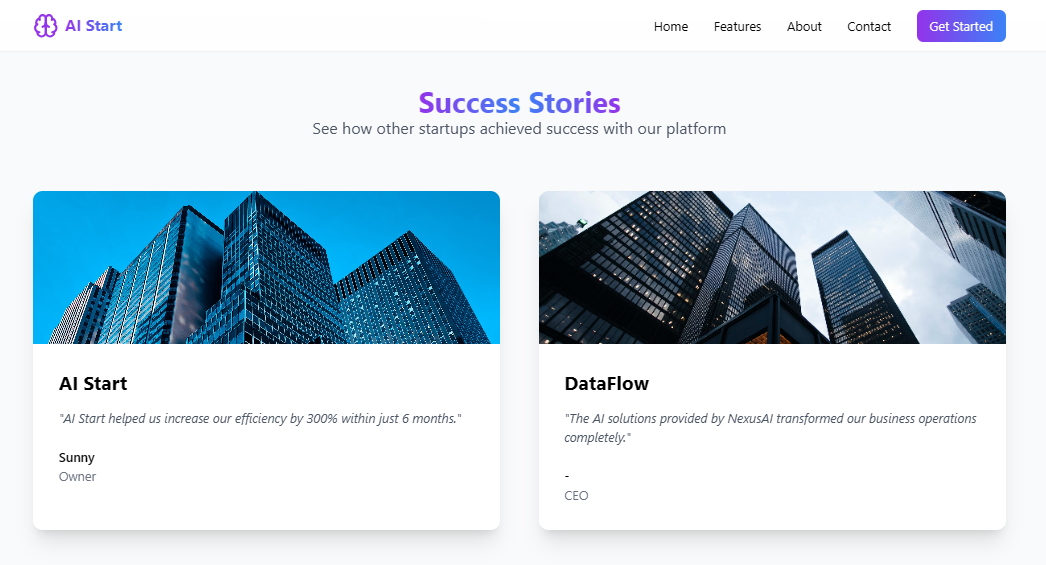 AI Start
Home
Features
About
Contact
Get Started
Success Stories
See how other startups achieved success with our platform
AI Start
"AI Start helped us increase our efficiency by 300% within just 6 months."
Sunny
Owner
DataFlow
"The AI solutions provided by NexusAI transformed our business operations
completely."
-
CEO